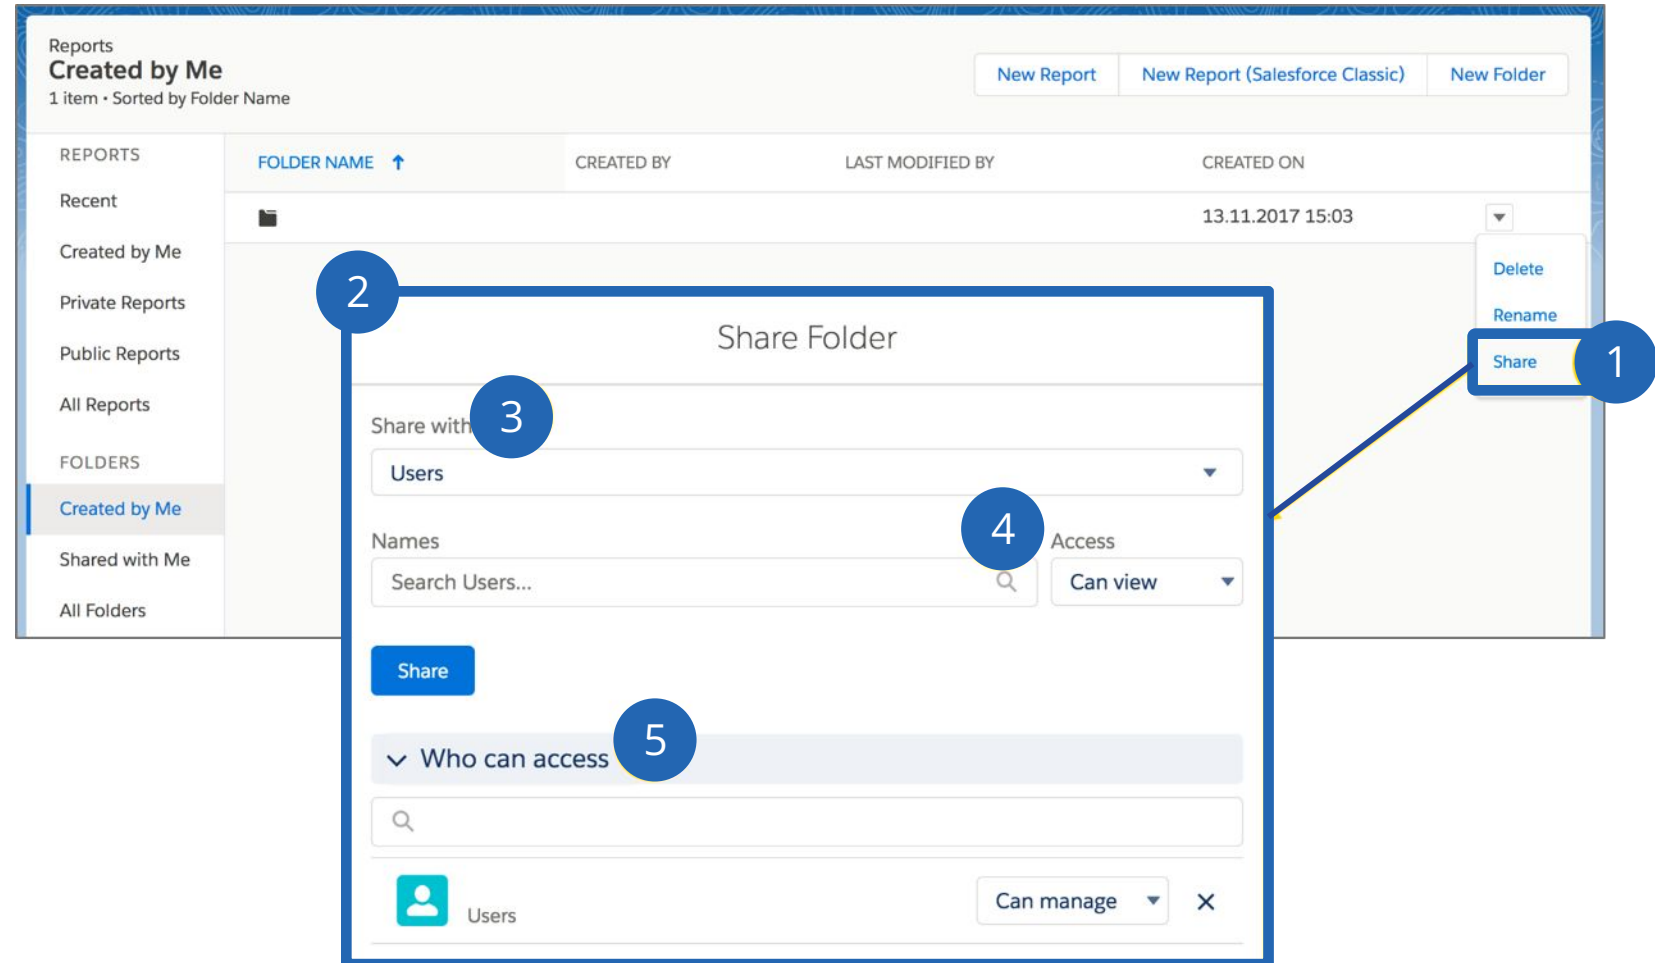 Reports
Created by Me
1 item • Sorted by Folder Name
New Report
New Report (Salesforce Classic)
New Folder
REPORTS
Recent
Created by Me
Private Reports
Public Reports
All Reports
FOLDERS
Created by Me
Shared with Me
All Folders
FOLDER NAME ↑
CREATED BY
LAST MODIFIED BY
CREATED ON
13.11.2017 15:03
Delete
Rename
Share
1
2
Share Folder
Share with
3
Users
Names
4
Access
Search Users...
Can view
Share
Who can access
5
Users
Can manage